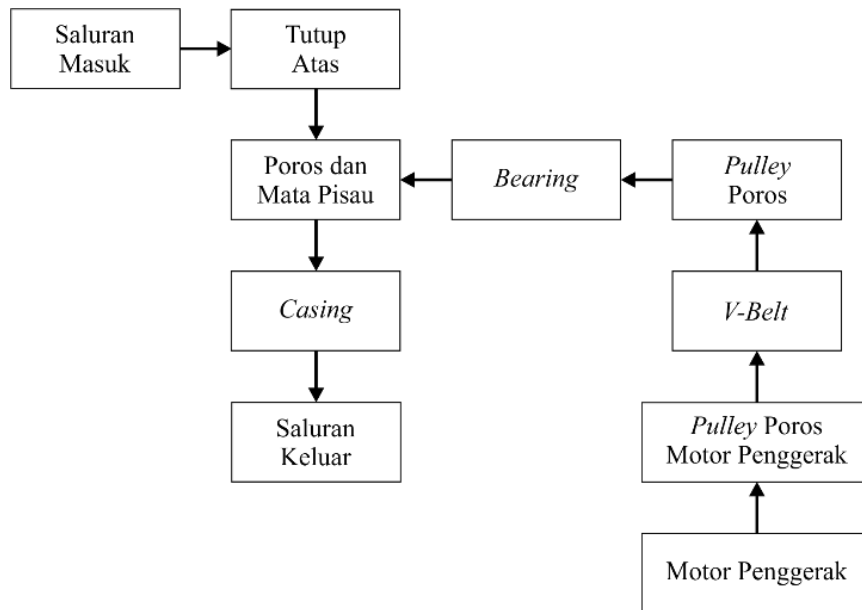 Saluran
Masuk
Tutup
Atas
Poros dan
Mata Pisau
Bearing
Pulley
Poros
Casing
V-Belt
Saluran
Keluar
Pulley Poros
Motor Penggerak
Motor Penggerak